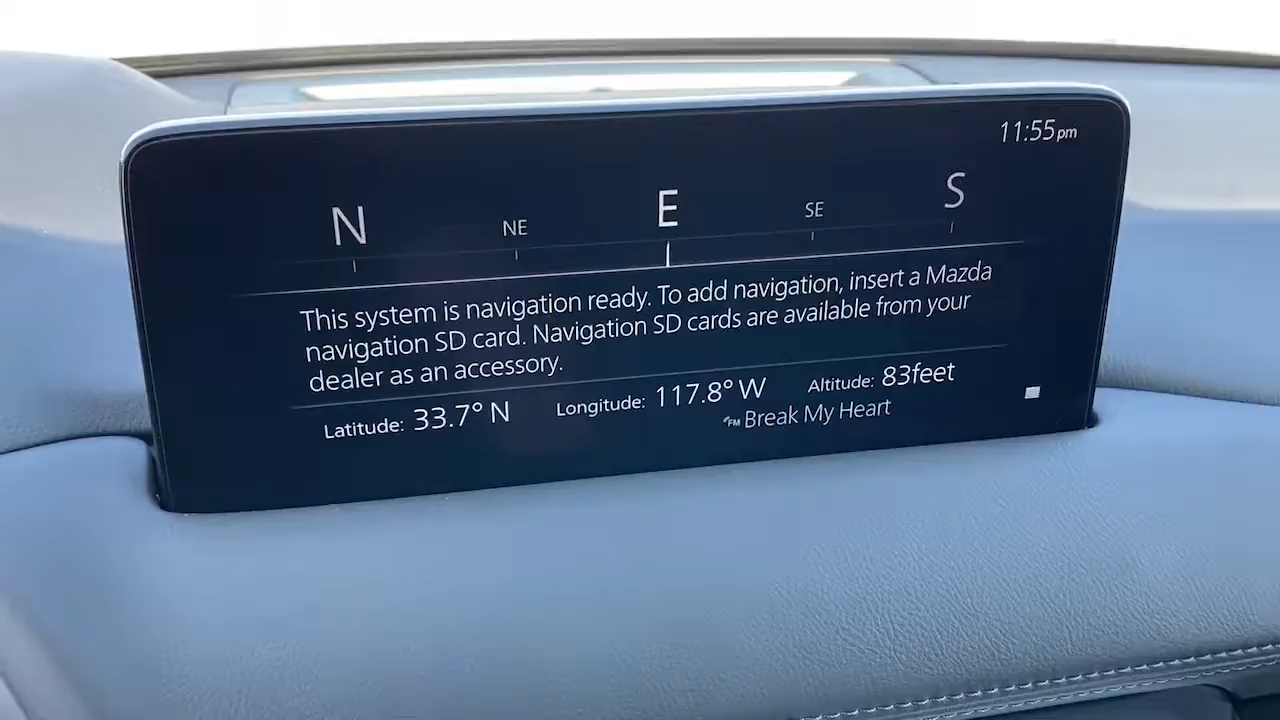 11:55pm
N NE E SE S
This system is navigation ready. To add navigation, insert a Mazda
navigation SD card. Navigation SD cards are available from your
dealer as an accessory.
Latitude: 33.7° N Longitude: 117.8° W Altitude: 83feet
FM Break My Heart